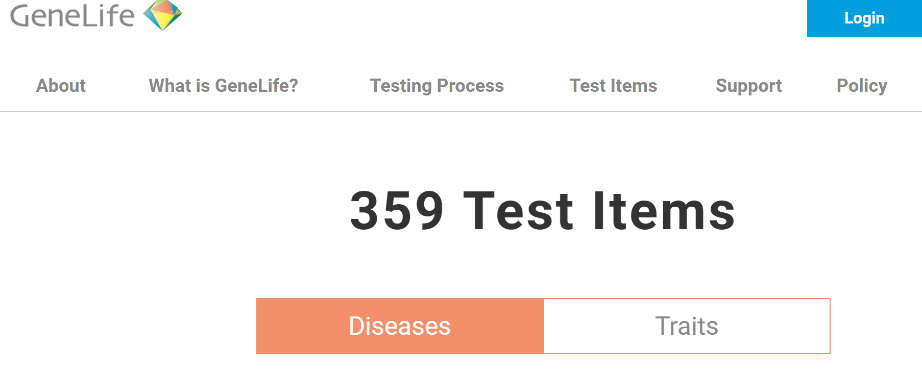 GeneLife
Login
About What is GeneLife? Testing Process Test Items Support Policy
359 Test Items
Diseases Traits